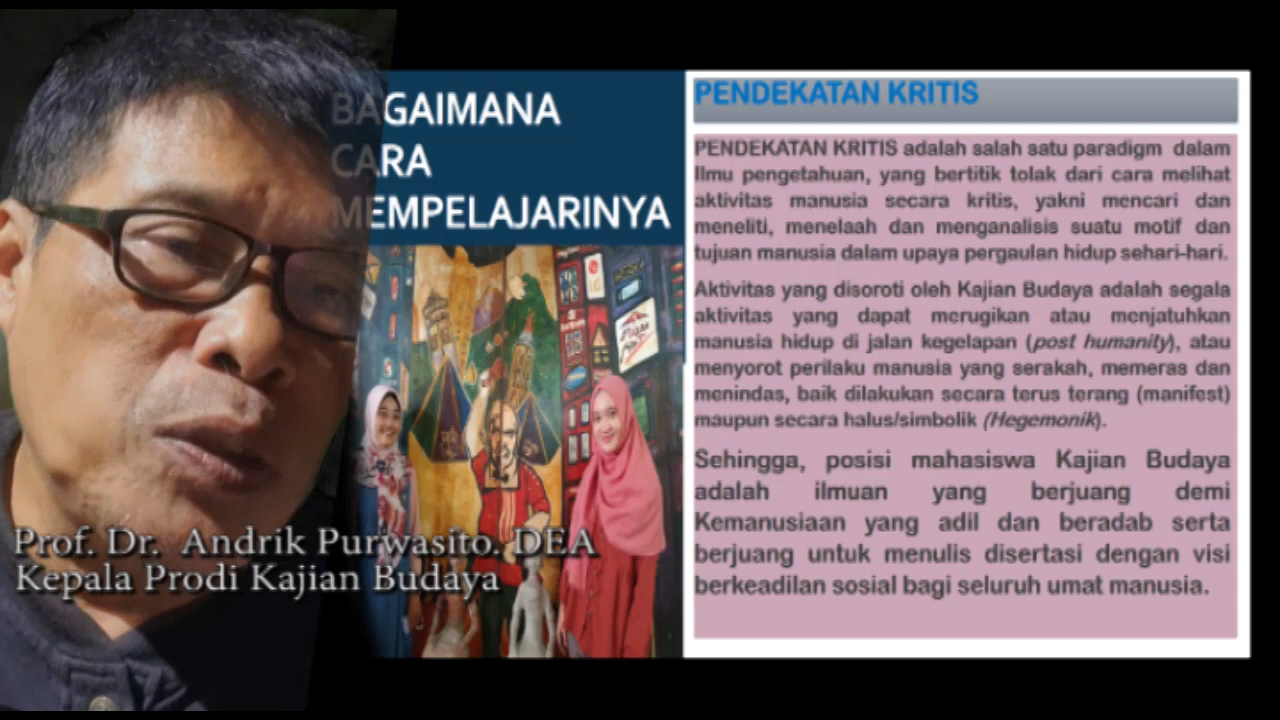 BAGAIMANA
CARA
MEMPELAJARINYA
Prof. Dr. Andrik Purwasito. DEA
Kepala Prodi Kajian Budaya
PENDEKATAN KRITIS
PENDEKATAN KRITIS adalah salah satu paradigm dalam
Ilmu pengetahuan, yang bertitik tolak dari cara melihat
aktivitas manusia secara kritis, yakni mencari dan
meneliti, menelaah dan menganalisis suatu motif dan
tujuan manusia dalam upaya pergaulan hidup sehari-hari.
Aktivitas yang disoroti oleh Kajian Budaya adalah segala
aktivitas yang dapat merugikan atau menjatuhkan
manusia hidup di jalan kegelapan (post humanity), atau
menyorot perilaku manusia yang serakah, memeras dan
menindas, baik dilakukan secara terus terang (manifest)
maupun secara halus/simbolik (Hegemonik).
Sehingga, posisi mahasiswa Kajian Budaya
adalah ilmuan yang berjuang demi
Kemanusiaan yang adil dan beradab serta
berjuang untuk menulis disertasi dengan visi
berkeadilan sosial bagi seluruh umat manusia.